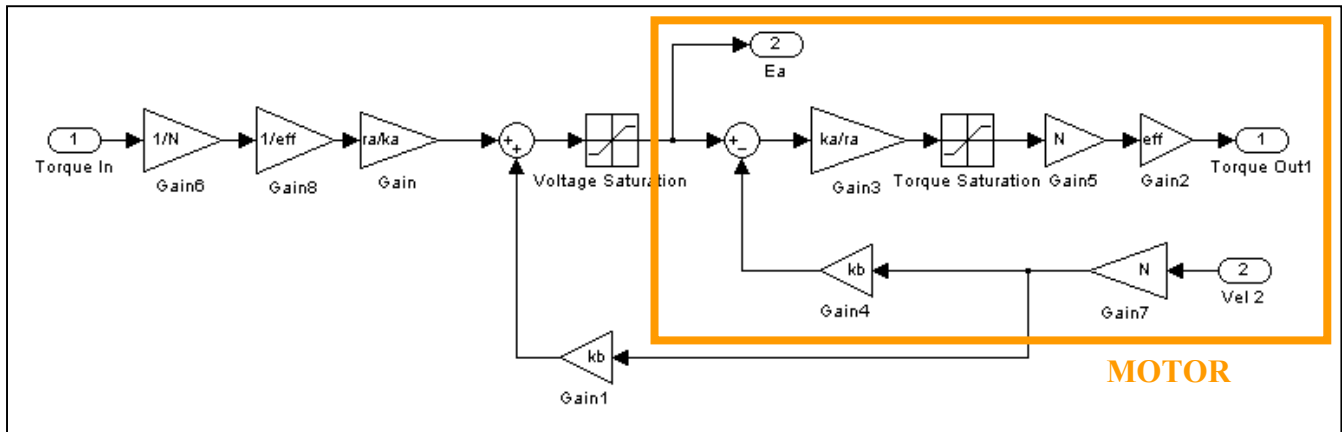 2
Ea
1
Torque In
1/N
Gain6
1/eff
Gain8
ra/ka
Gain
+
+
Voltage Saturation
+
−
ka/ra
Gain3
Torque Saturation
N
Gain5
eff
Gain2
1
Torque Out1
kb
Gain4
N
Gain7
2
Vel 2
kb
Gain1
MOTOR